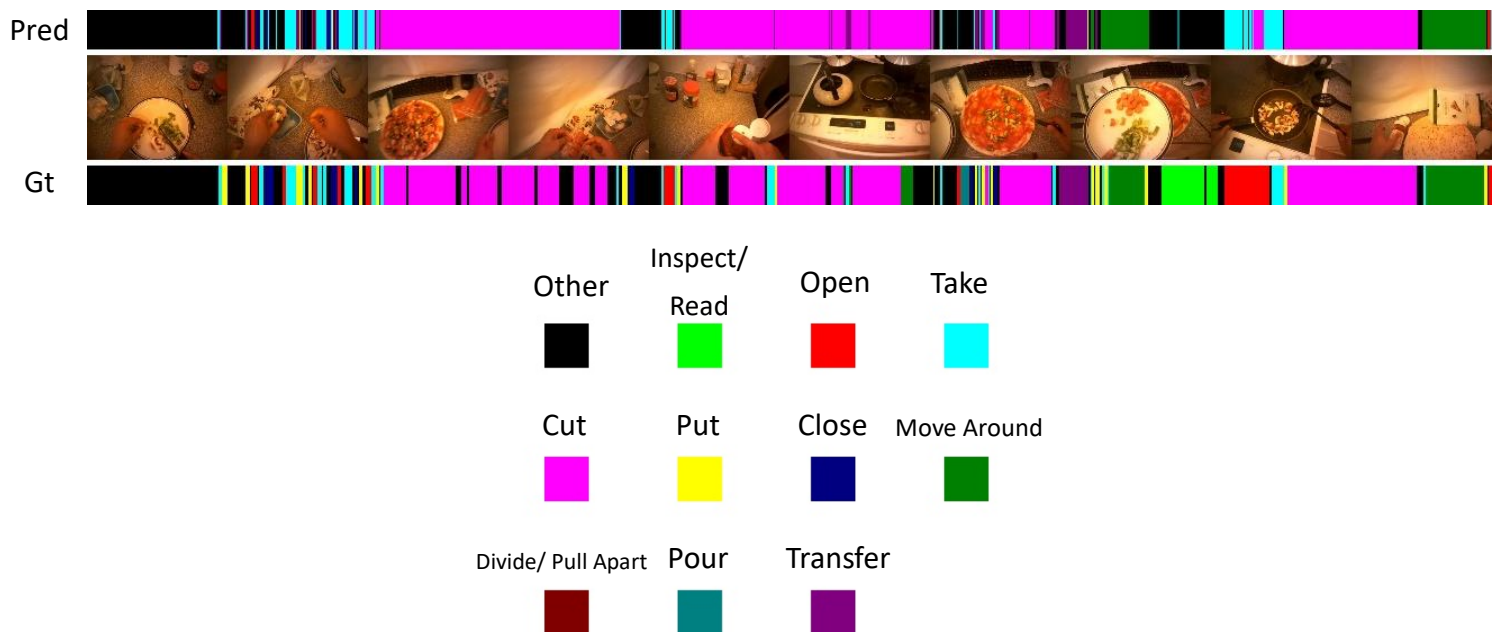 Pred
Gt
Other
Inspect/
Read
Open
Take
Cut
Put
Close
Move Around
Divide/ Pull Apart
Pour
Transfer